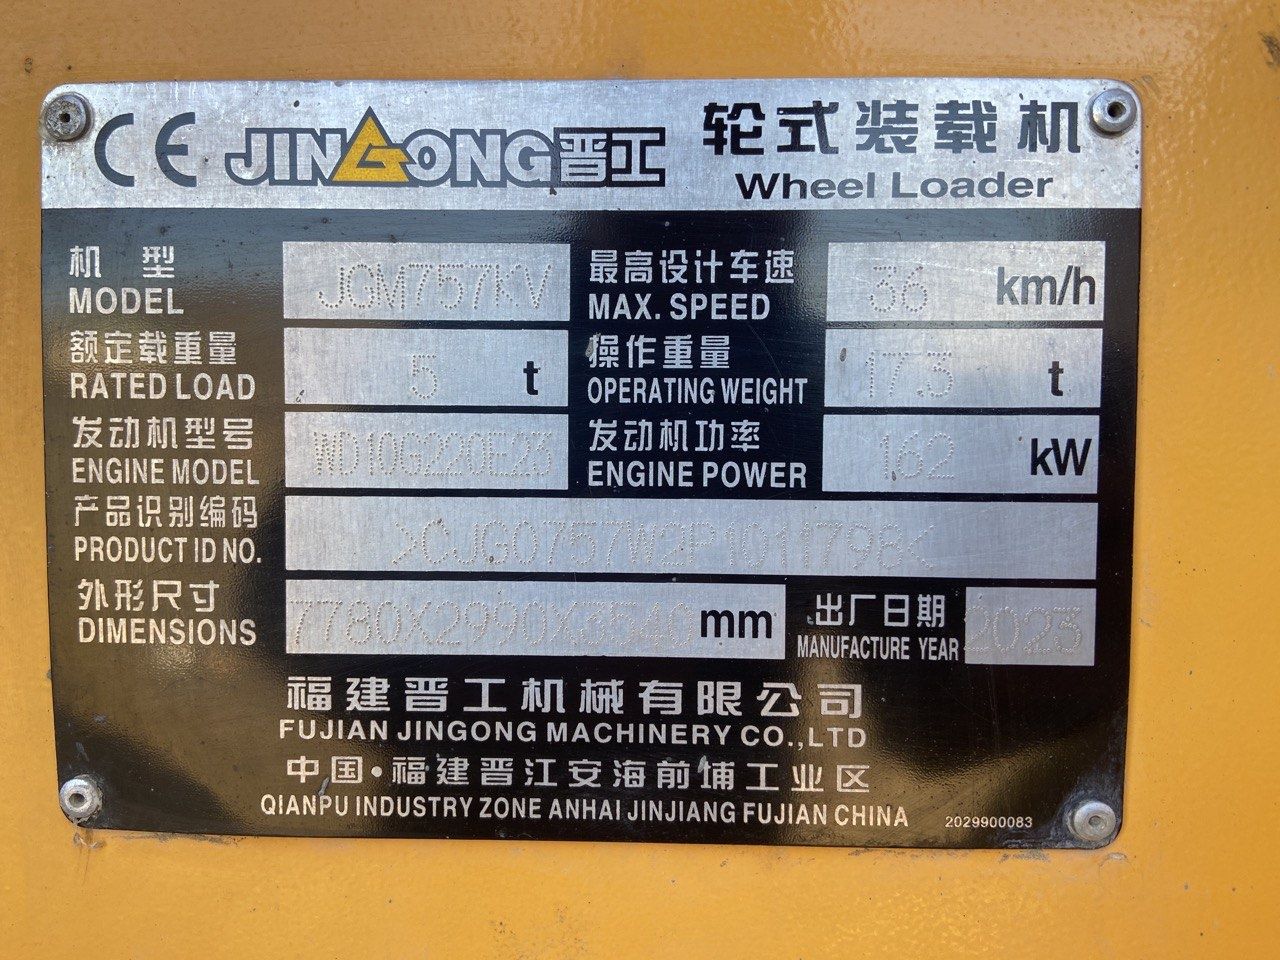 CE JINGONG晋工 轮式装载机
Wheel Loader
机 型 MODEL JGM757KV
最高设计车速 MAX. SPEED 36 km/h
额定载重量 RATED LOAD 5 t
操作重量 OPERATING WEIGHT 17.3 t
发动机型号 ENGINE MODEL WD10G220E23
发动机功率 ENGINE POWER 162 kW
产品识别编码 PRODUCT ID NO. >CJG0757W2P1011798<
外形尺寸 DIMENSIONS 7780X2990X3540 mm
出厂日期 MANUFACTURE YEAR 2023
福建晋工机械有限公司
FUJIAN JINGONG MACHINERY CO.,LTD
中国·福建晋江安海前埔工业区
QIANPU INDUSTRY ZONE ANHAI JINJIANG FUJIAN CHINA
2029900083